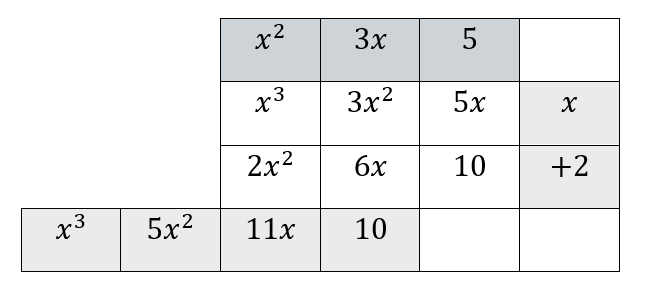 x² 3x 5
x³ 3x² 5x x
2x² 6x 10 +2
x³ 5x² 11x 10